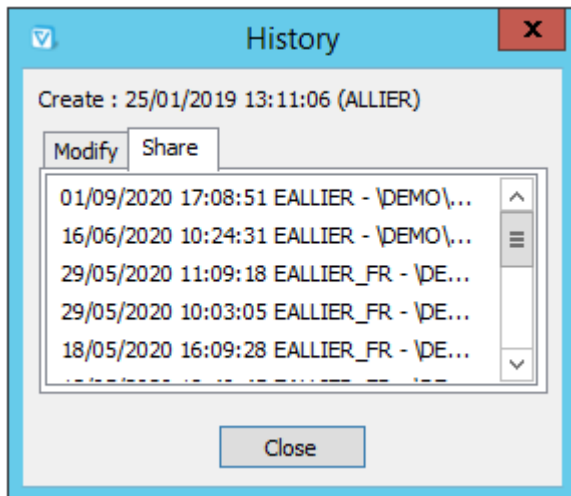 History
x
Create : 25/01/2019 13:11:06 (ALLIER)
Modify Share
01/09/2020 17:08:51 EALLIER - \DEMO\...
16/06/2020 10:24:31 EALLIER - \DEMO\...
29/05/2020 11:09:18 EALLIER_FR - \DE...
29/05/2020 10:03:05 EALLIER_FR - \DE...
18/05/2020 16:09:28 EALLIER_FR - \DE...
Close